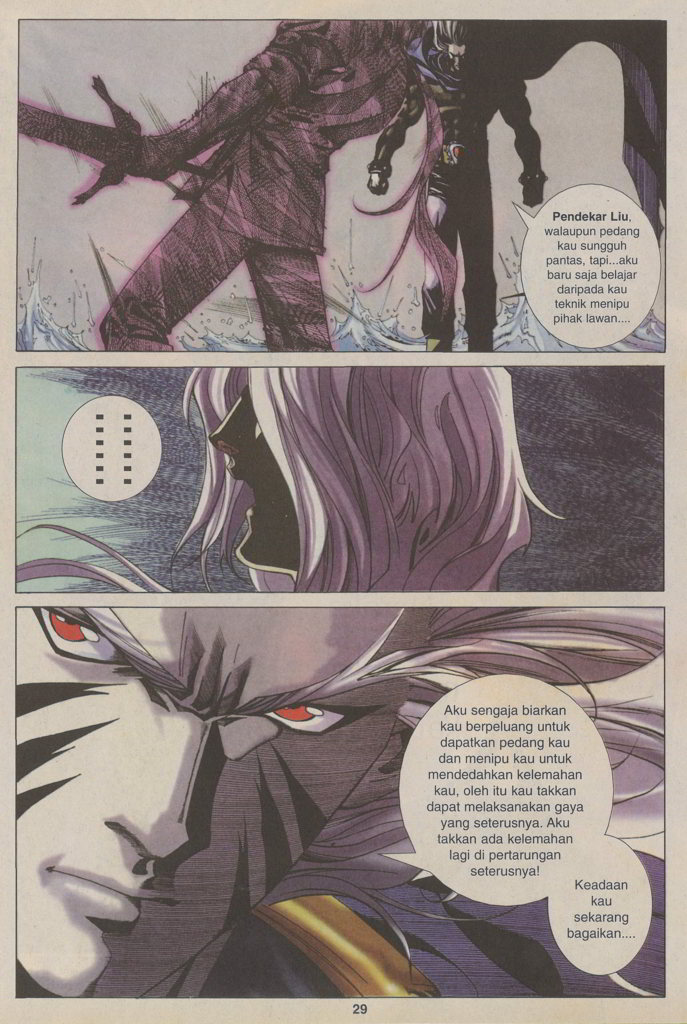 Pendekar Liu,
walaupun pedang
kau sungguh
pantas, tapi...aku
baru saja belajar
daripada kau
teknik menipu
pihak lawan....
Aku sengaja biarkan
kau berpeluang untuk
dapatkan pedang kau
dan menipu kau untuk
mendedahkan kelemahan
kau, oleh itu kau takkan
dapat melaksanakan gaya
yang seterusnya. Aku
takkan ada kelemahan
lagi di pertarungan
seterusnya!
Keadaan
kau
sekarang
bagaikan....
29